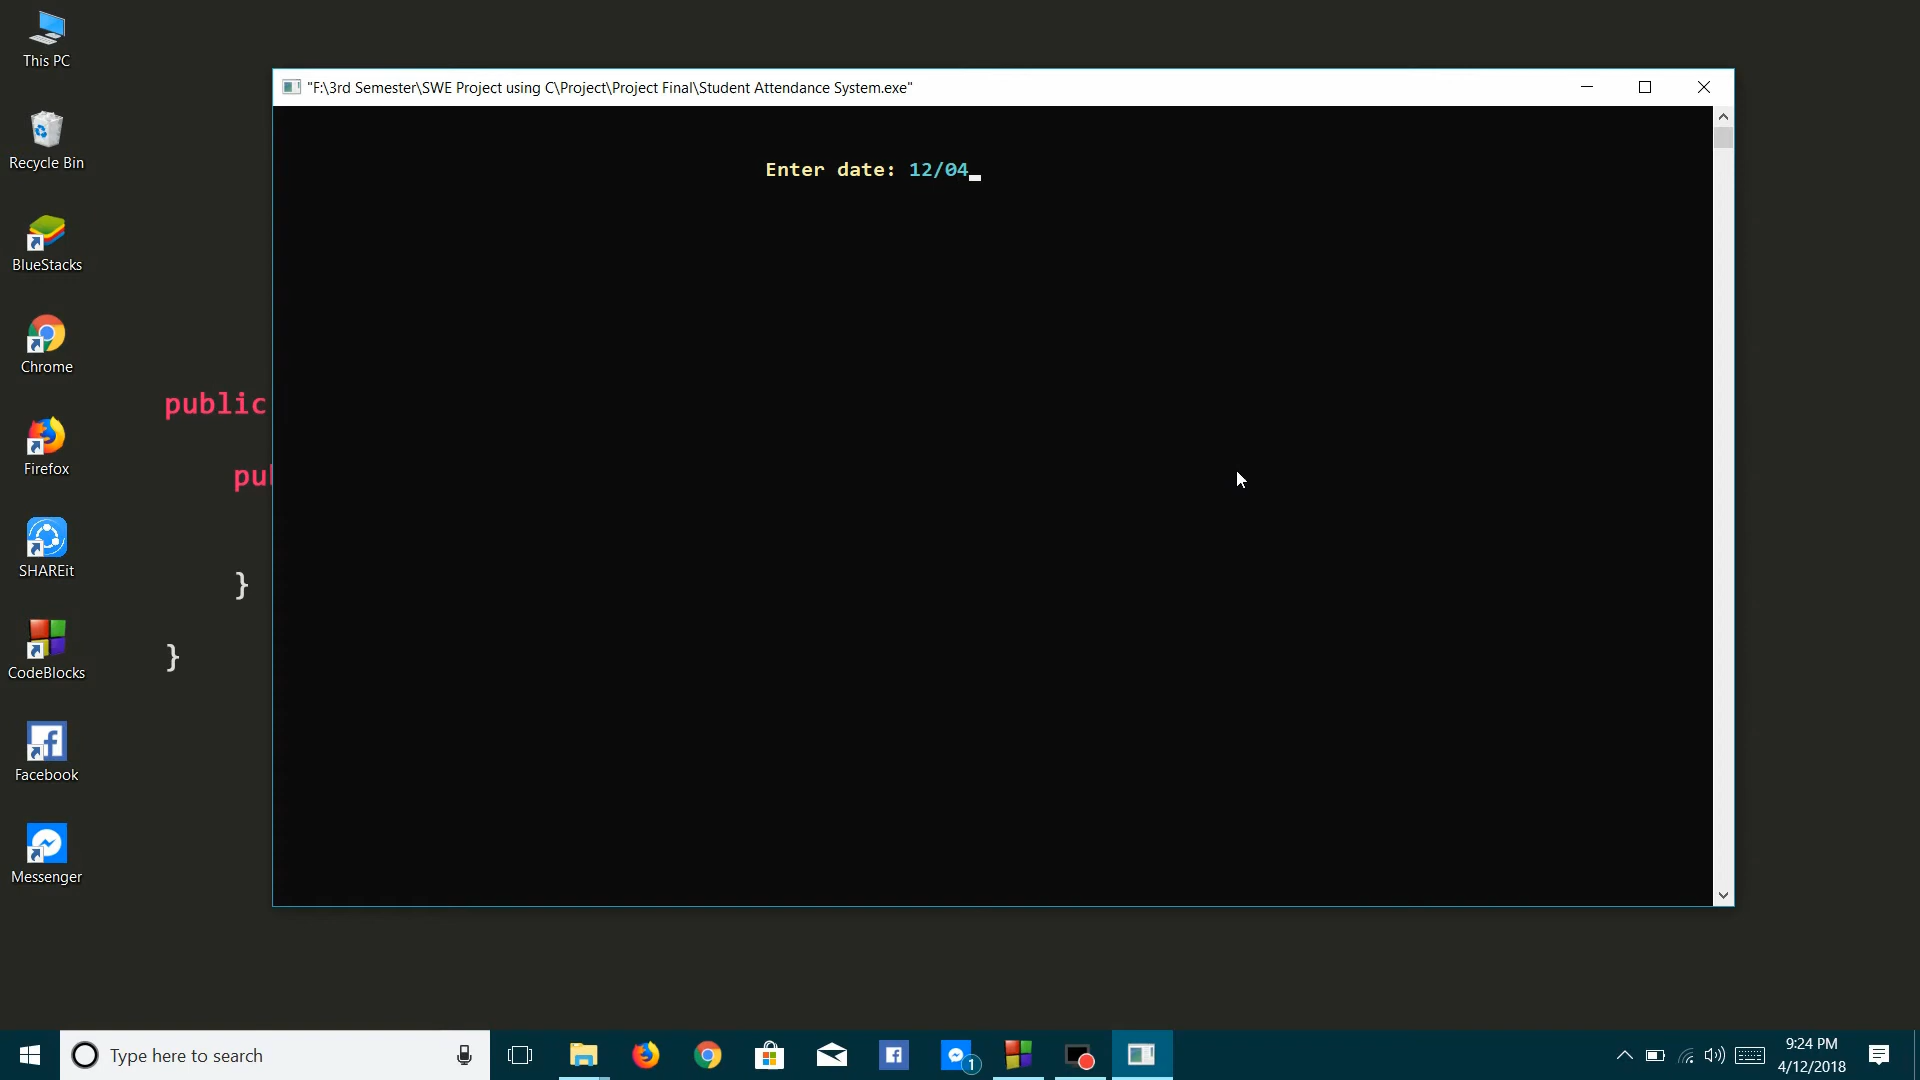 This PC
Recycle Bin
BlueStacks
Chrome
Firefox
SHAREit
CodeBlocks
Facebook
Messenger
public
}
}
"F:\3rd Semester\SWE Project using C\Project\Project Final\Student Attendance System.exe"
Enter date: 12/04
Type here to search
1
9:24 PM
4/12/2018